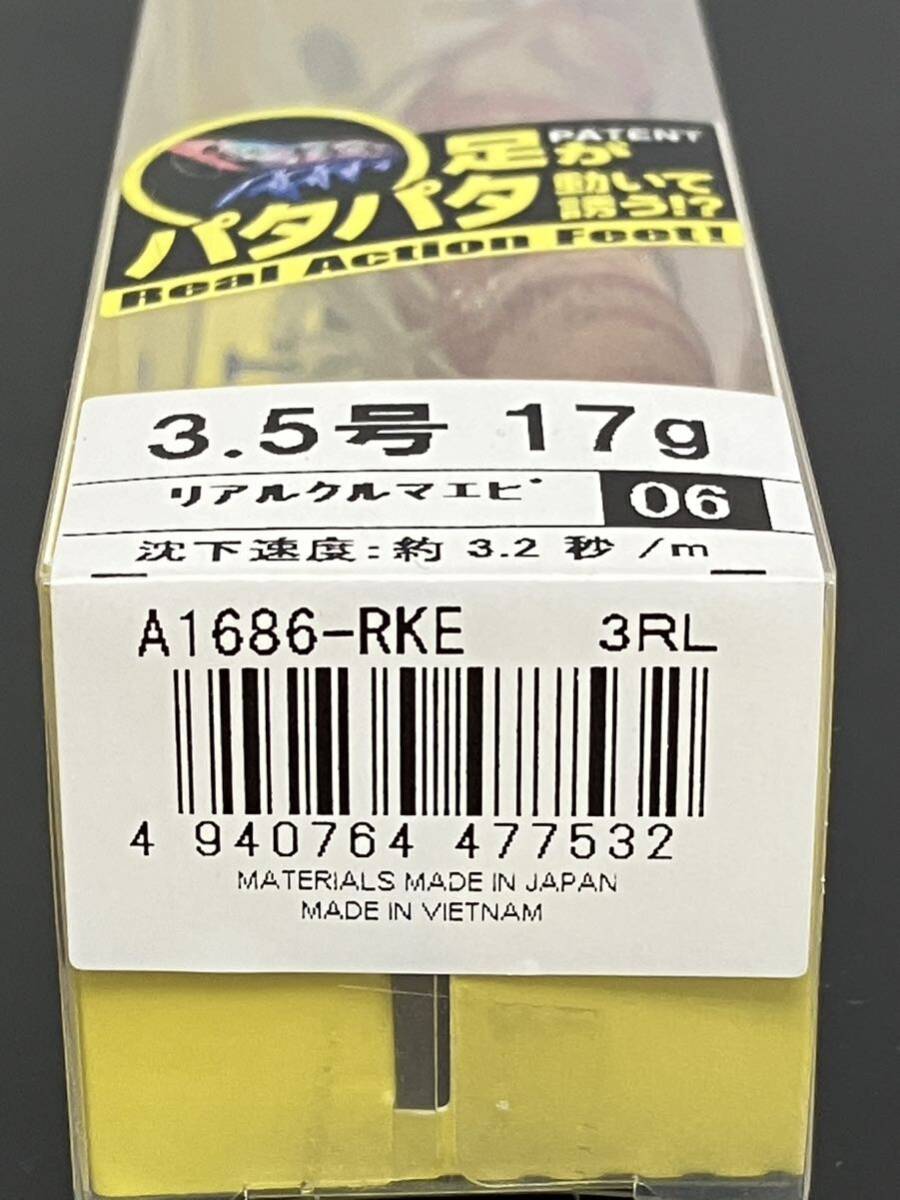 PATENT
足が
パタパタ 動いて
誘う!?
Real Action Feet!
3.5号 17g
リアルクルマエビ 06
沈下速度:約 3.2 秒/m
A1686-RKE 3RL
4 940764 477532
MATERIALS MADE IN JAPAN
MADE IN VIETNAM